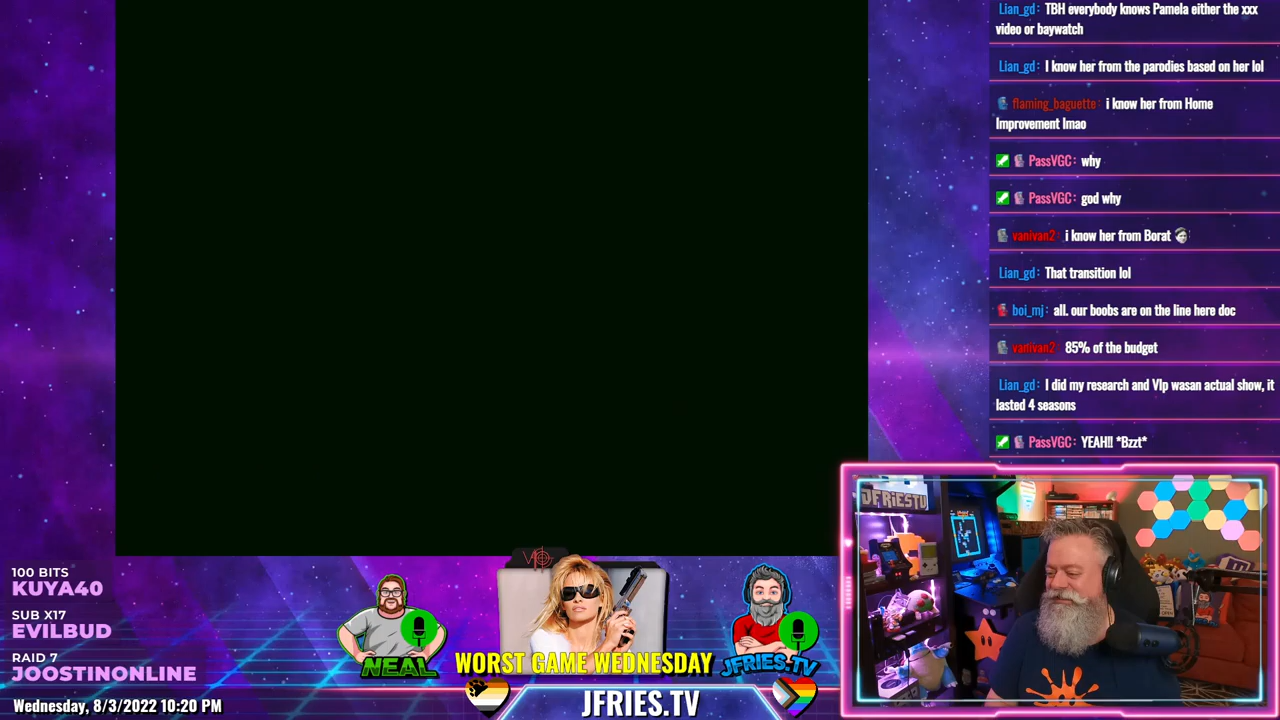 Lian_gd: TBH everybody knows Pamela either the xxx
video or baywatch
Lian_gd: I know her from the parodies based on her lol
flaming_baguette: i know her from Home
Improvement lmao
PassVGC: why
PassVGC: god why
vanivan2: i know her from Borat
Lian_gd: That transition lol
boi_mj: all. our boobs are on the line here doc
vanivan2: 85% of the budget
Lian_gd: I did my research and VIp wasan actual show, it
lasted 4 seasons
PassVGC: YEAH!! *Bzzt*
JFRIESTV
100 BITS
KUYA40
SUB X17
EVILBUD
RAID 7
JOOSTINONLINE
Wednesday, 8/3/2022 10:20 PM
VIP
NEAL
WORST GAME WEDNESDAY
JFRIES.TV
JFRIES.TV